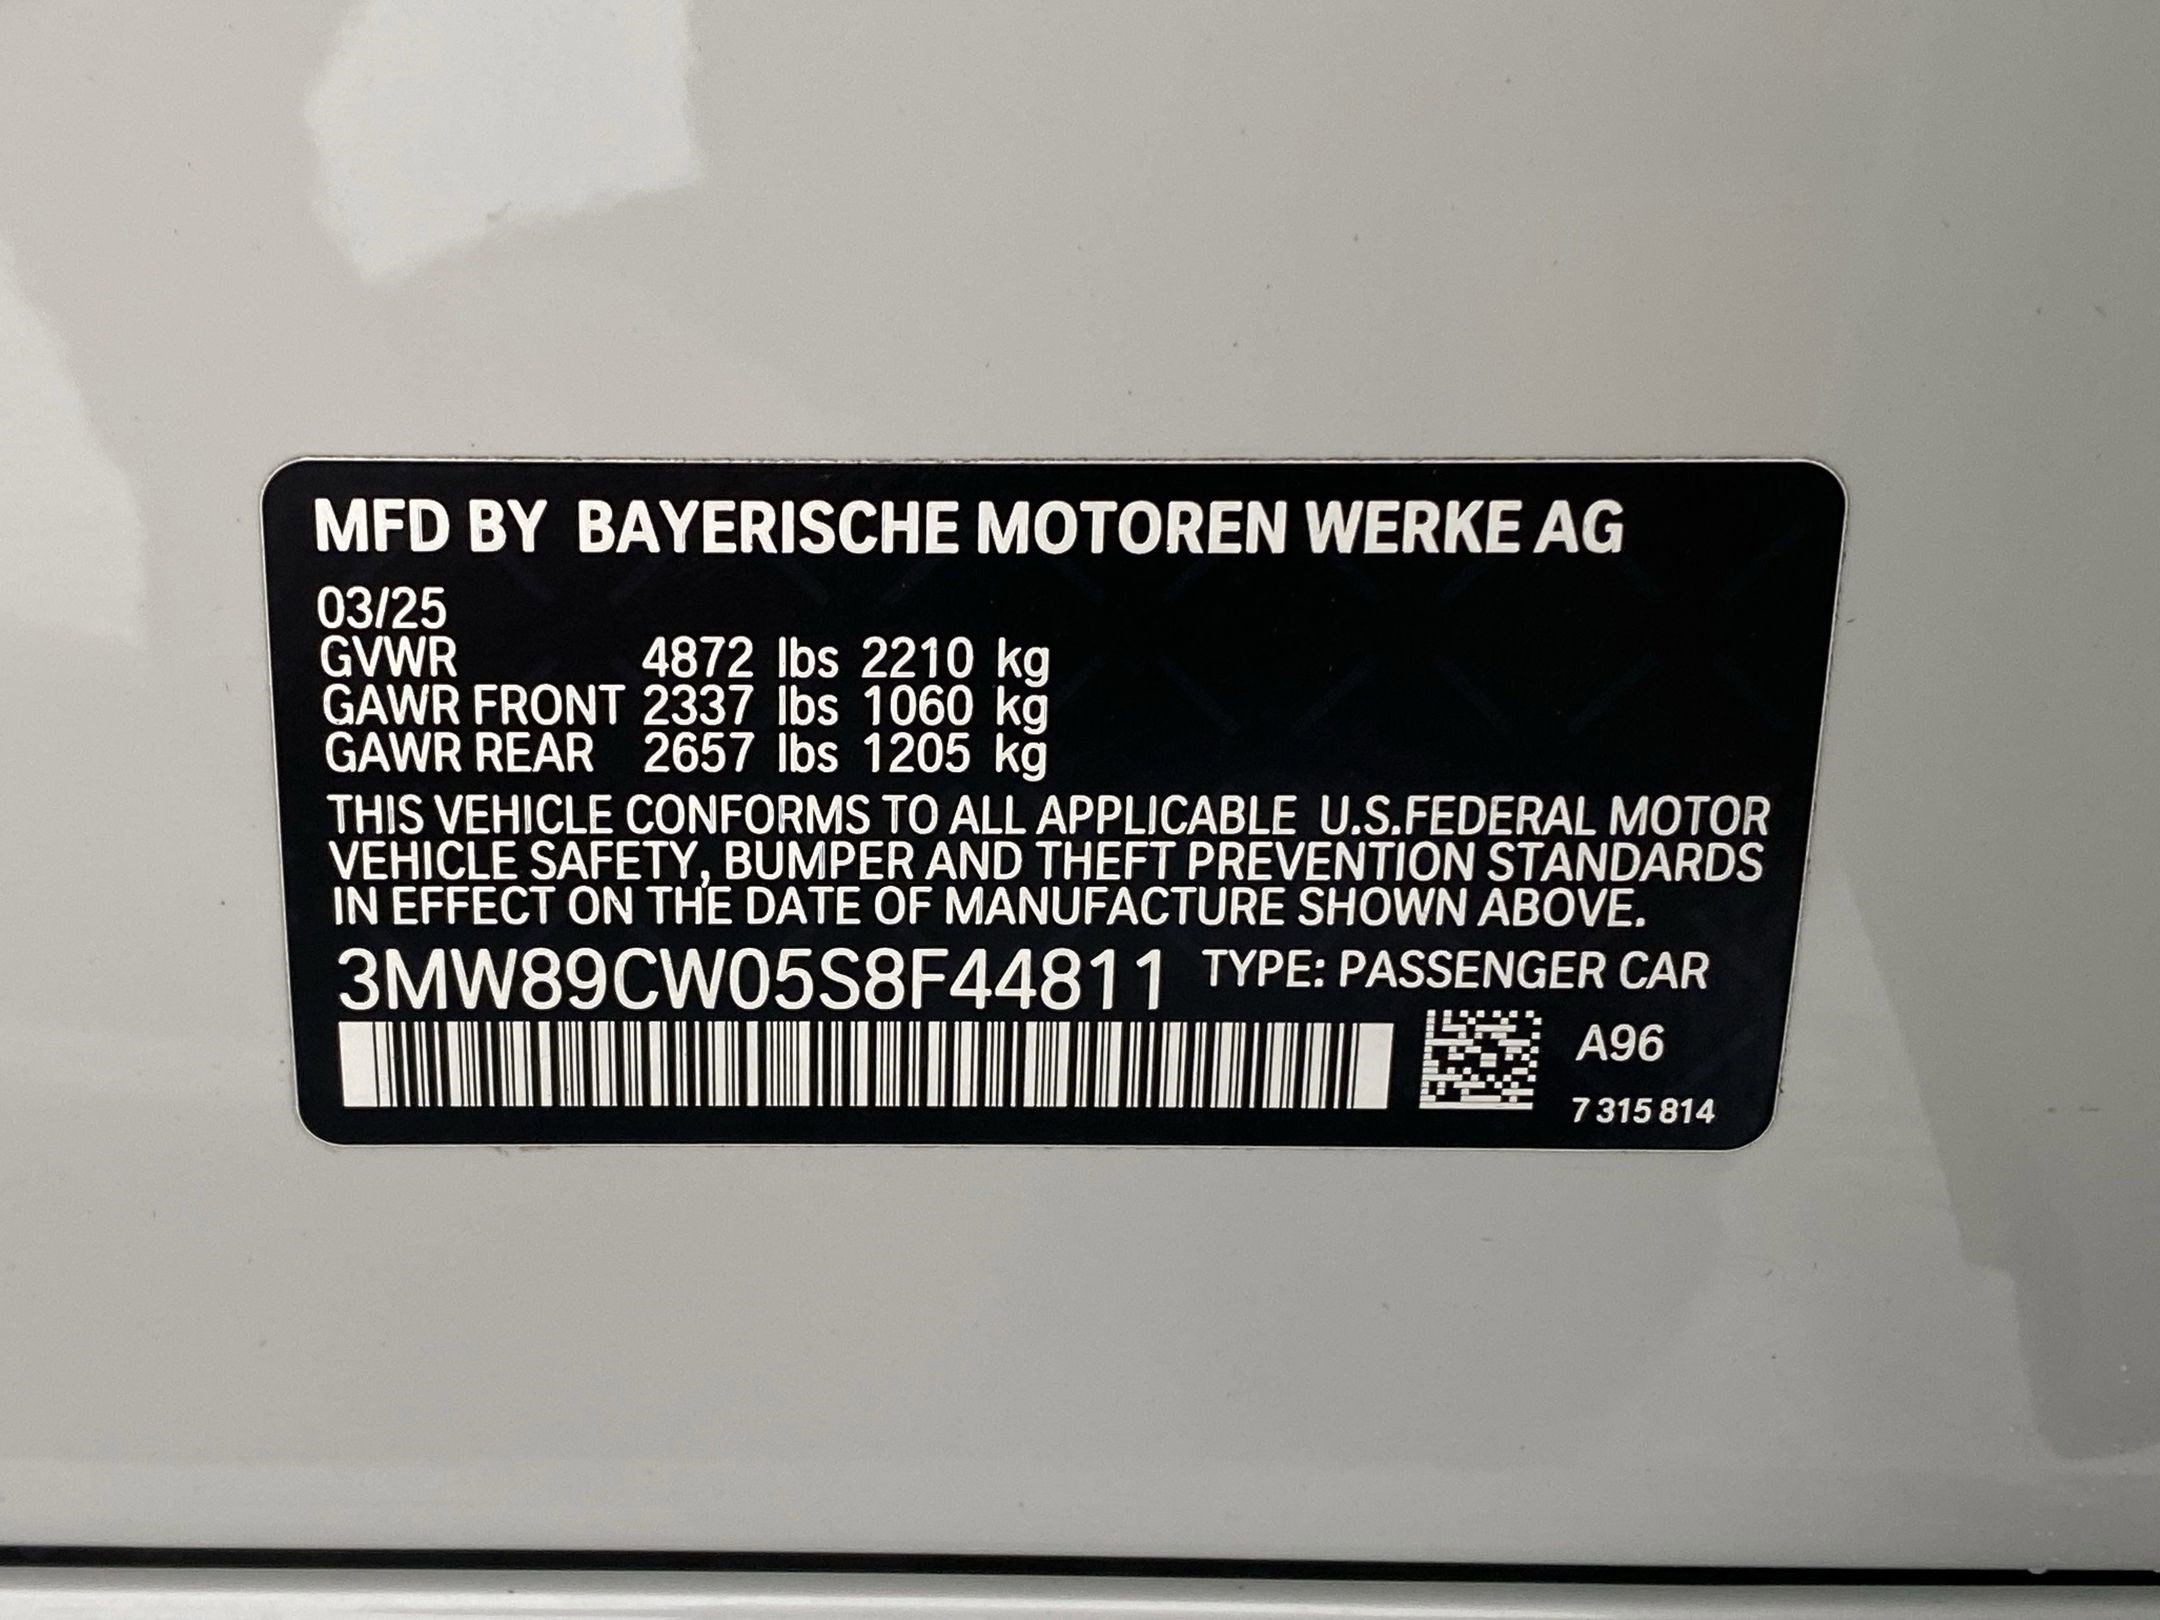 MFD BY BAYERISCHE MOTOREN WERKE AG
03/25
GVWR 4872 lbs 2210 kg
GAWR FRONT 2337 lbs 1060 kg
GAWR REAR 2657 lbs 1205 kg
THIS VEHICLE CONFORMS TO ALL APPLICABLE U.S.FEDERAL MOTOR
VEHICLE SAFETY, BUMPER AND THEFT PREVENTION STANDARDS
IN EFFECT ON THE DATE OF MANUFACTURE SHOWN ABOVE.
3MW89CW05S8F44811 TYPE: PASSENGER CAR
A96
7 315 814